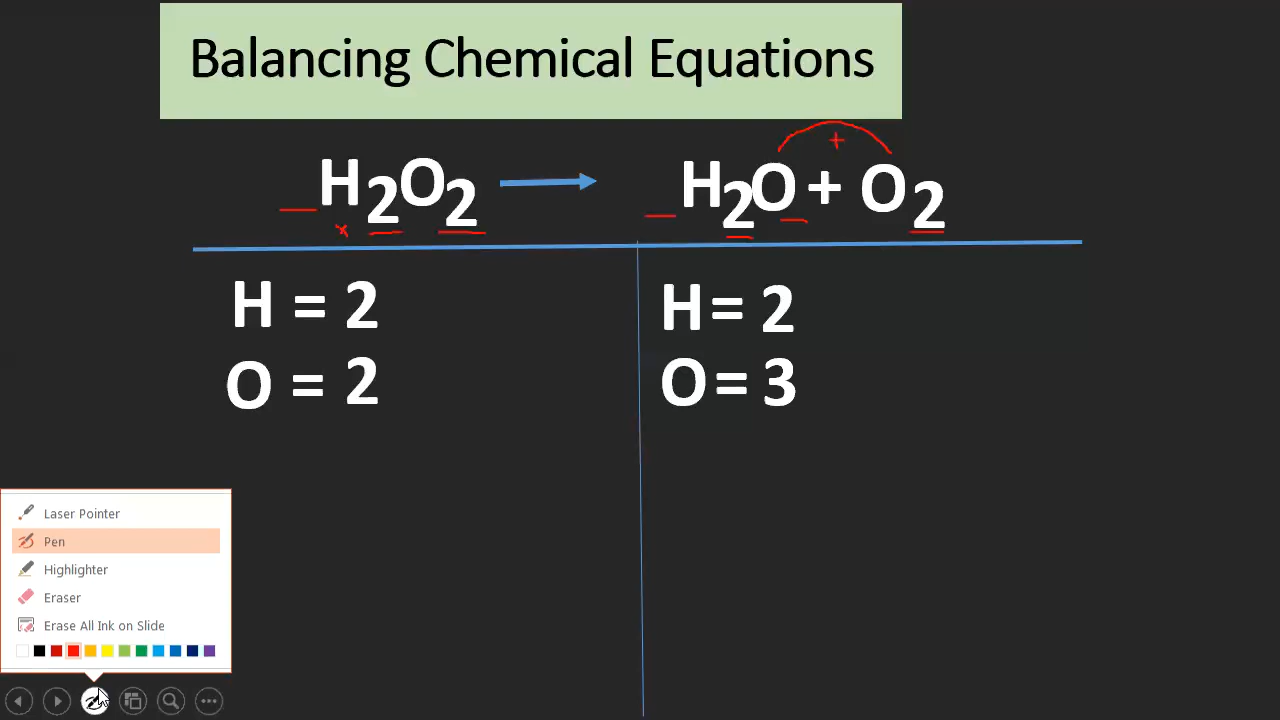 Balancing Chemical Equations
_H2O2 → _H2O + O2
+
x
H = 2 H = 2
O = 2 O = 3
Laser Pointer
Pen
Highlighter
Eraser
Erase All Ink on Slide